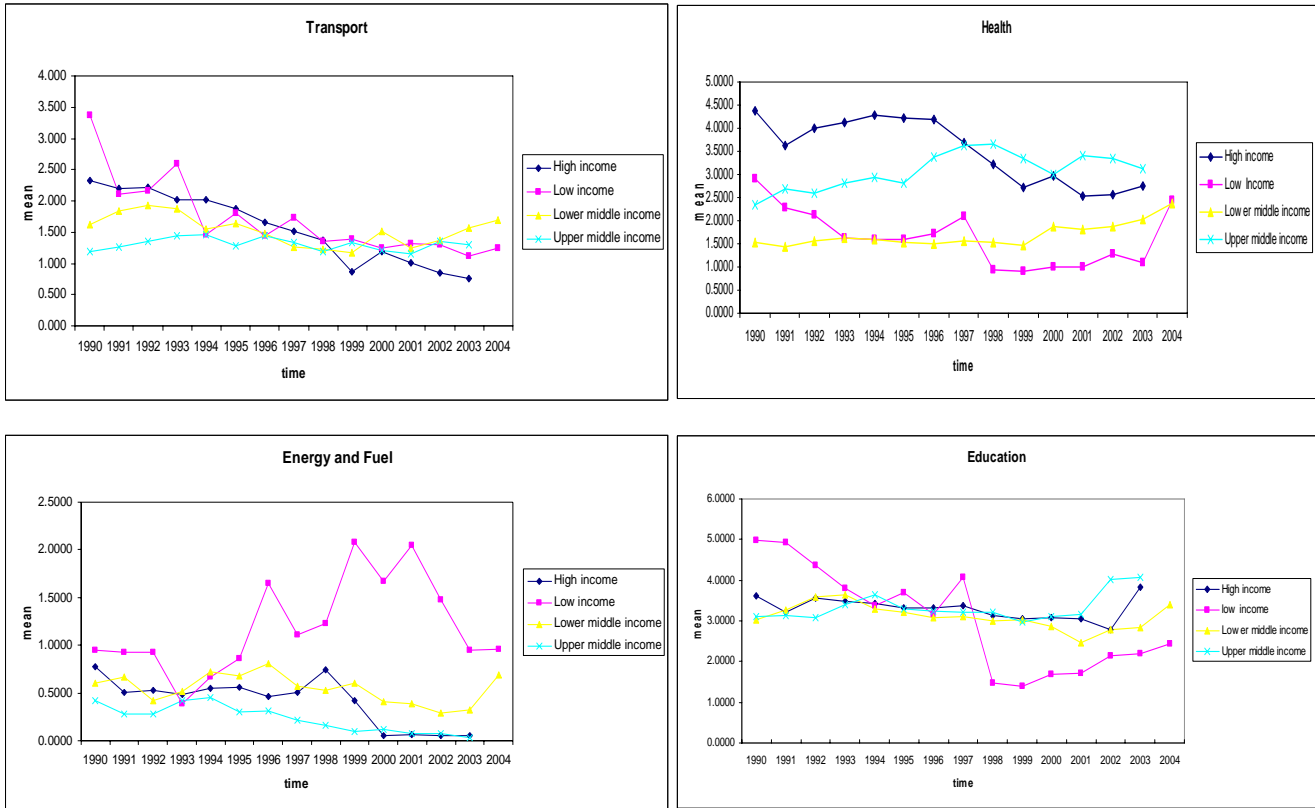 Transport
4.000
3.500
3.000
2.500
2.000
1.500
1.000
0.500
0.000
mean
1990 1991 1992 1993 1994 1995 1996 1997 1998 1999 2000 2001 2002 2003 2004
time
High income
Low income
Lower middle income
Upper middle income
Health
5.0000
4.5000
4.0000
3.5000
3.0000
2.5000
2.0000
1.5000
1.0000
0.5000
0.0000
mean
1990 1991 1992 1993 1994 1995 1996 1997 1998 1999 2000 2001 2002 2003 2004
time
High income
Low Income
Lower middle income
Upper middle income
Energy and Fuel
2.5000
2.0000
1.5000
1.0000
0.5000
0.0000
mean
1990 1991 1992 1993 1994 1995 1996 1997 1998 1999 2000 2001 2002 2003 2004
time
High income
Low income
Lower middle income
Upper middle income
Education
6.0000
5.0000
4.0000
3.0000
2.0000
1.0000
0.0000
mean
1990 1991 1992 1993 1994 1995 1996 1997 1998 1999 2000 2001 2002 2003 2004
time
High income
low income
Lower middle income
Upper middle income